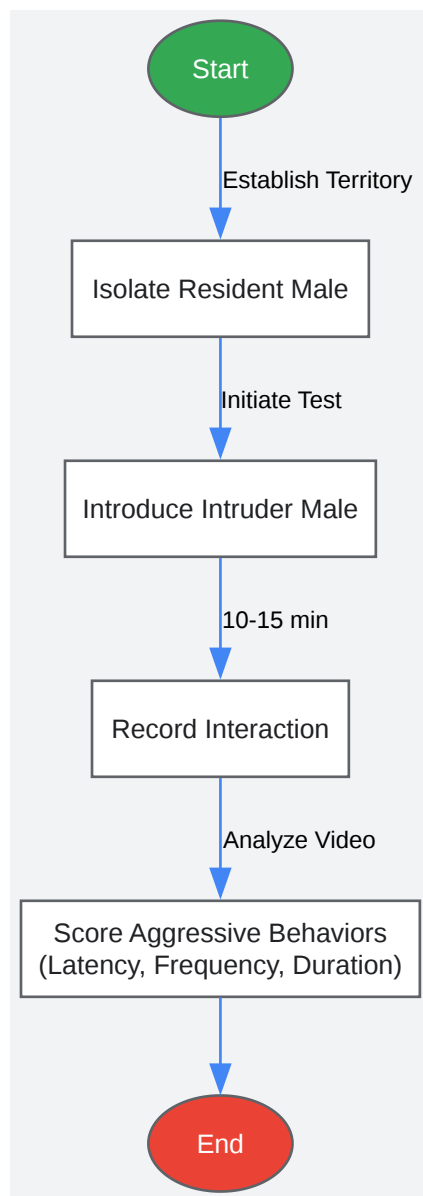 Start
Establish Territory
Isolate Resident Male
Initiate Test
Introduce Intruder Male
10-15 min
Record Interaction
Analyze Video
Score Aggressive Behaviors
(Latency, Frequency, Duration)
End